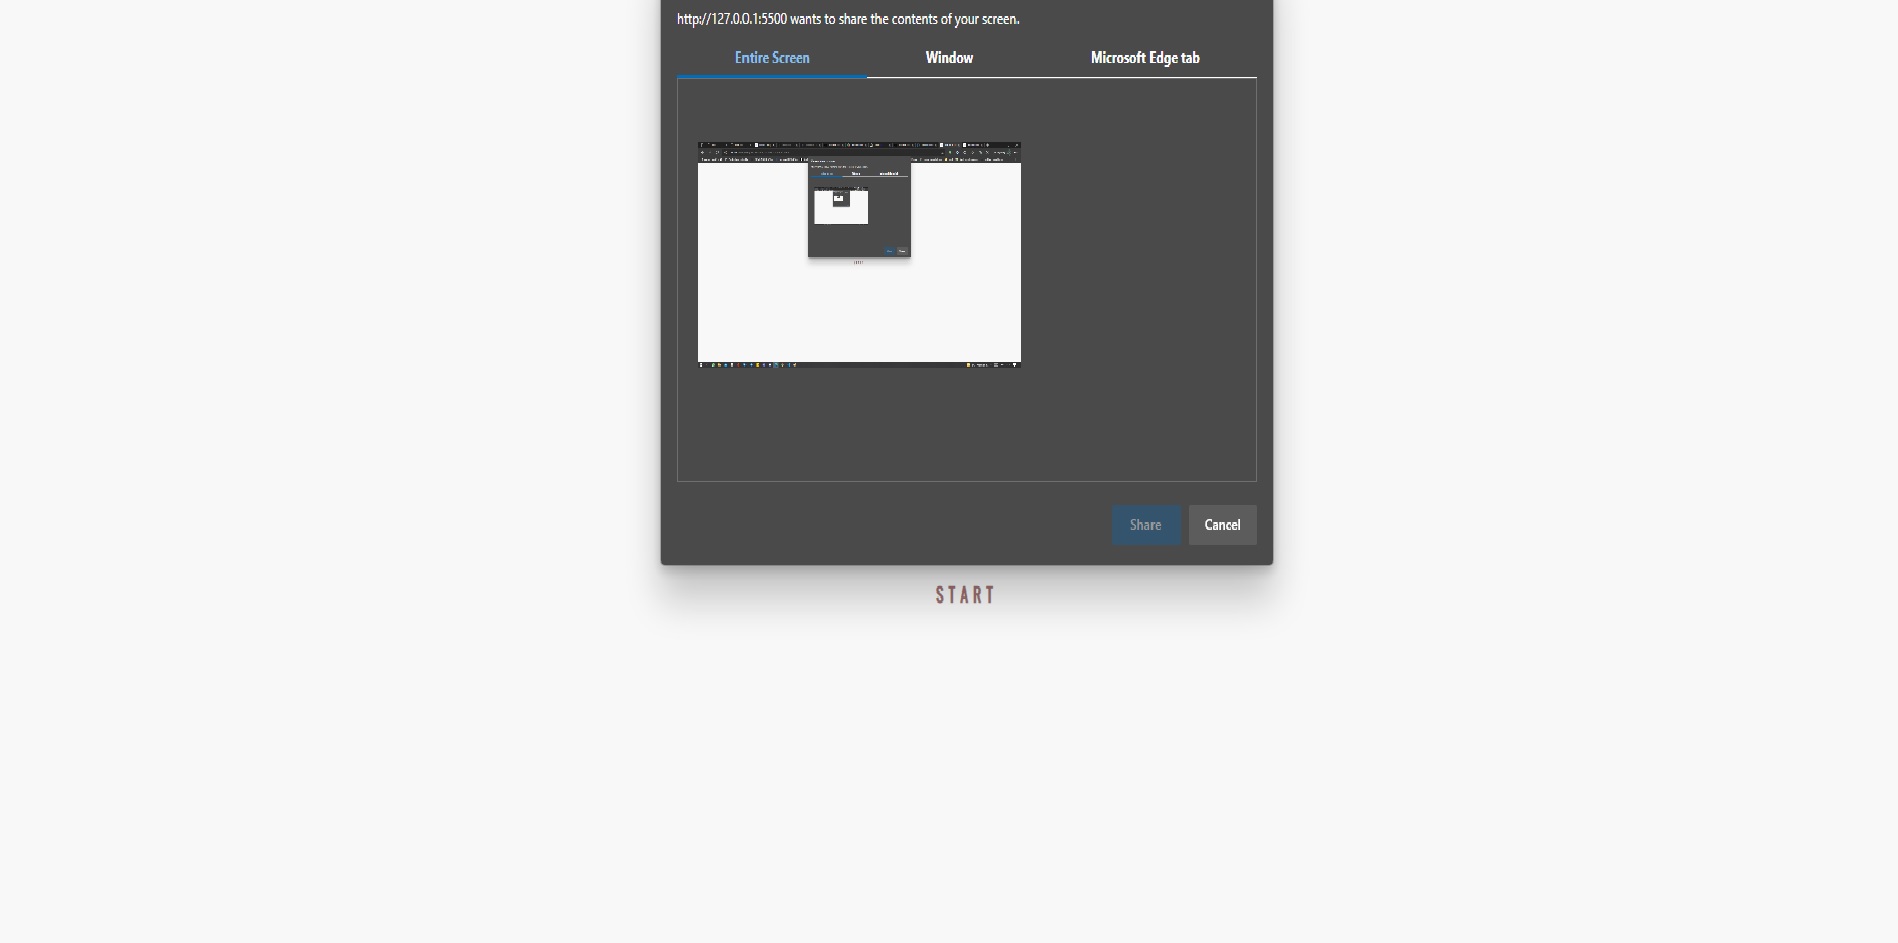 http://127.0.0.1:5500 wants to share the contents of your screen.
Entire Screen
Window
Microsoft Edge tab
Share
Cancel
START